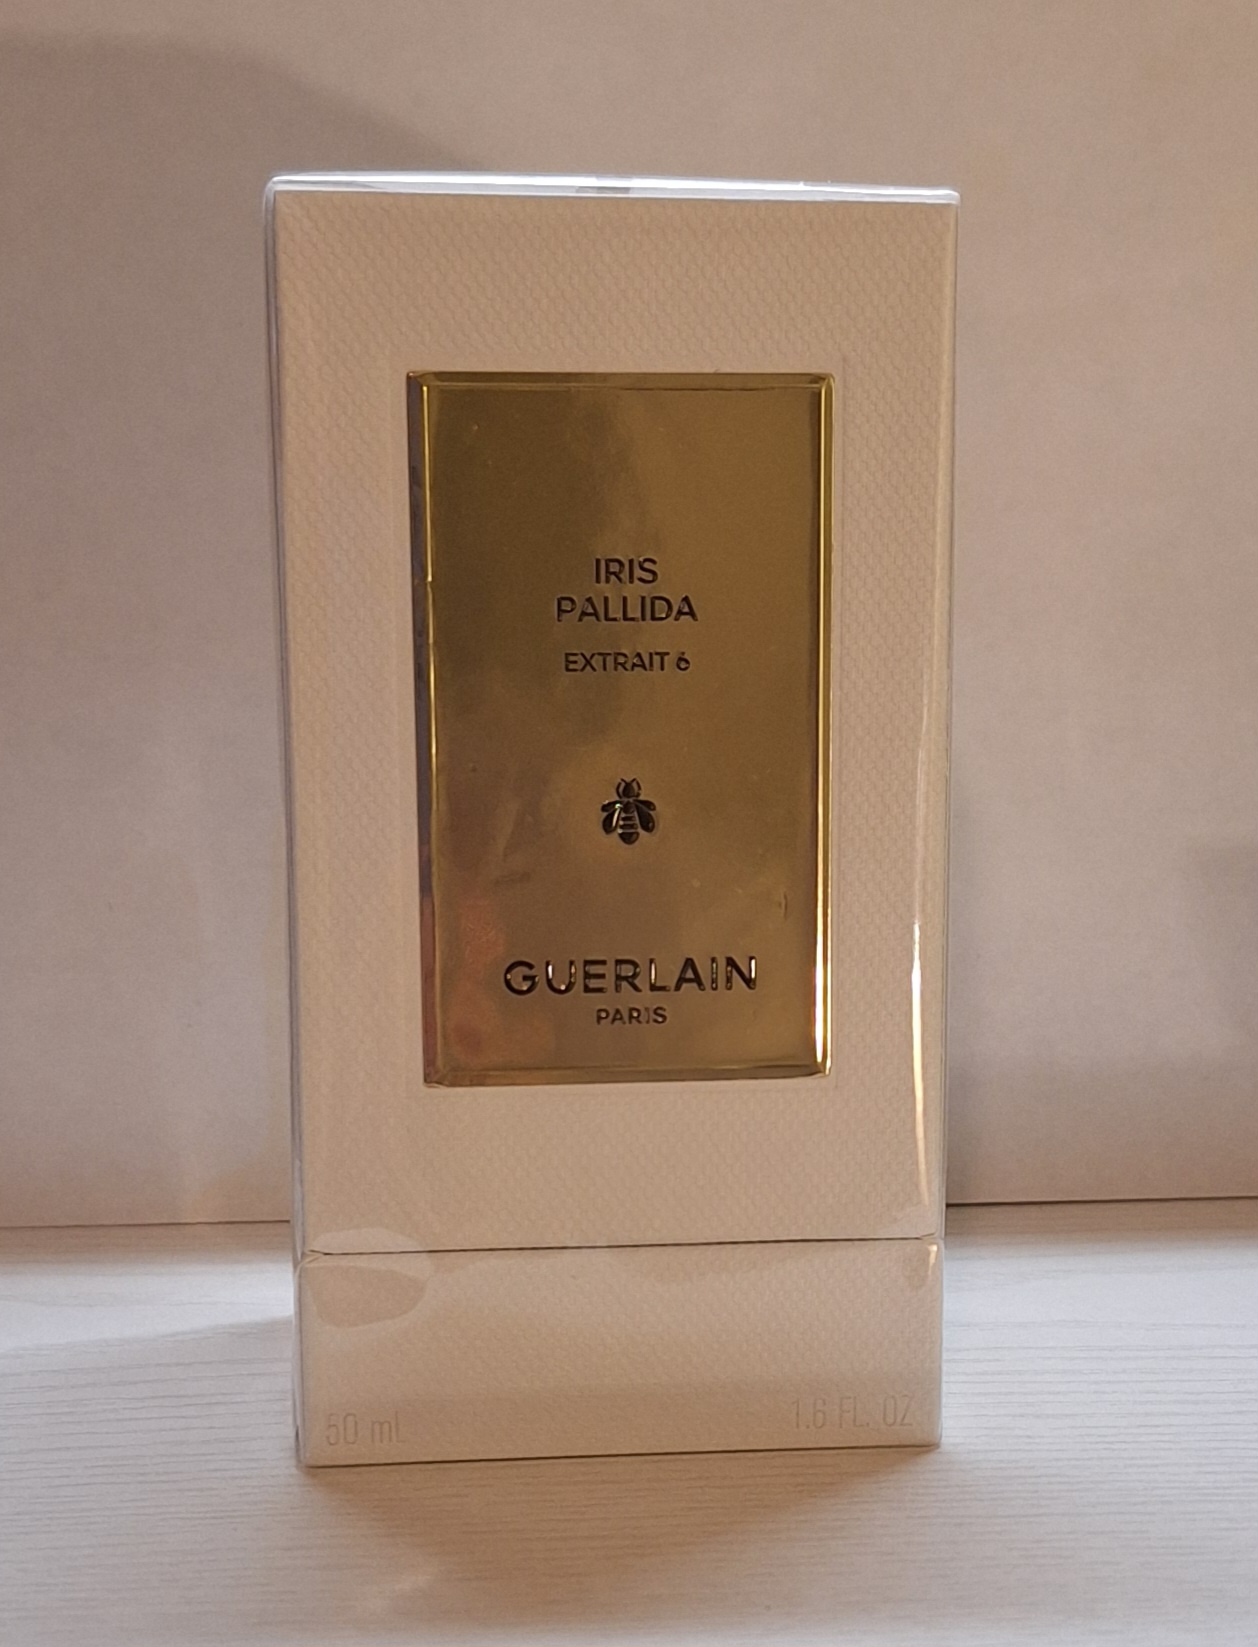 IRIS
PALLIDA
EXTRAIT 6
GUERLAIN
PARIS
50 mL
1.6 FL. OZ